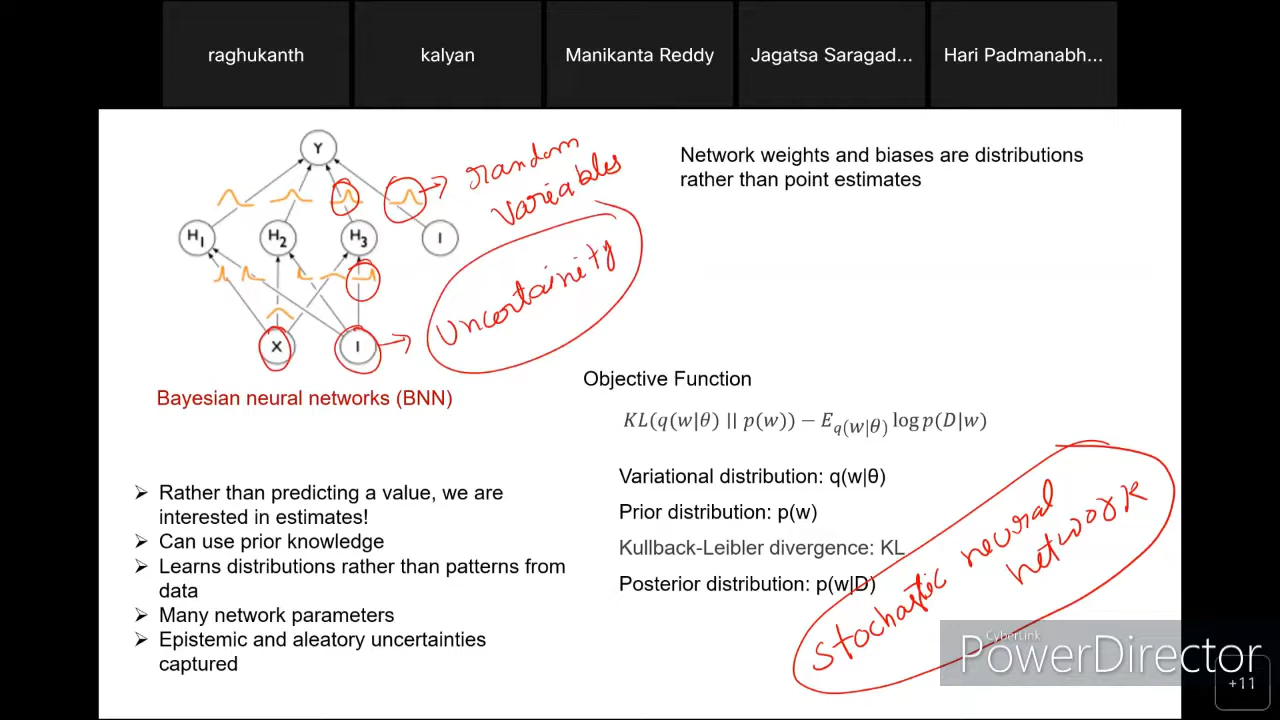 raghukanth
kalyan
Manikanta Reddy
Jagatsa Saragad...
Hari Padmanabh...
Y
H1
H2
H3
I
X
I
random
variables
uncertainity
Bayesian neural networks (BNN)
Rather than predicting a value, we are
interested in estimates!
Can use prior knowledge
Learns distributions rather than patterns from
data
Many network parameters
Epistemic and aleatory uncertainties
captured
Network weights and biases are distributions
rather than point estimates
Objective Function
KL(q(w|θ) || p(w)) − E_q(w|θ) log p(D|w)
Variational distribution: q(w|θ)
Prior distribution: p(w)
Kullback-Leibler divergence: KL
Posterior distribution: p(w|D)
stochastic neural
network
CyberLink
PowerDirector
+11